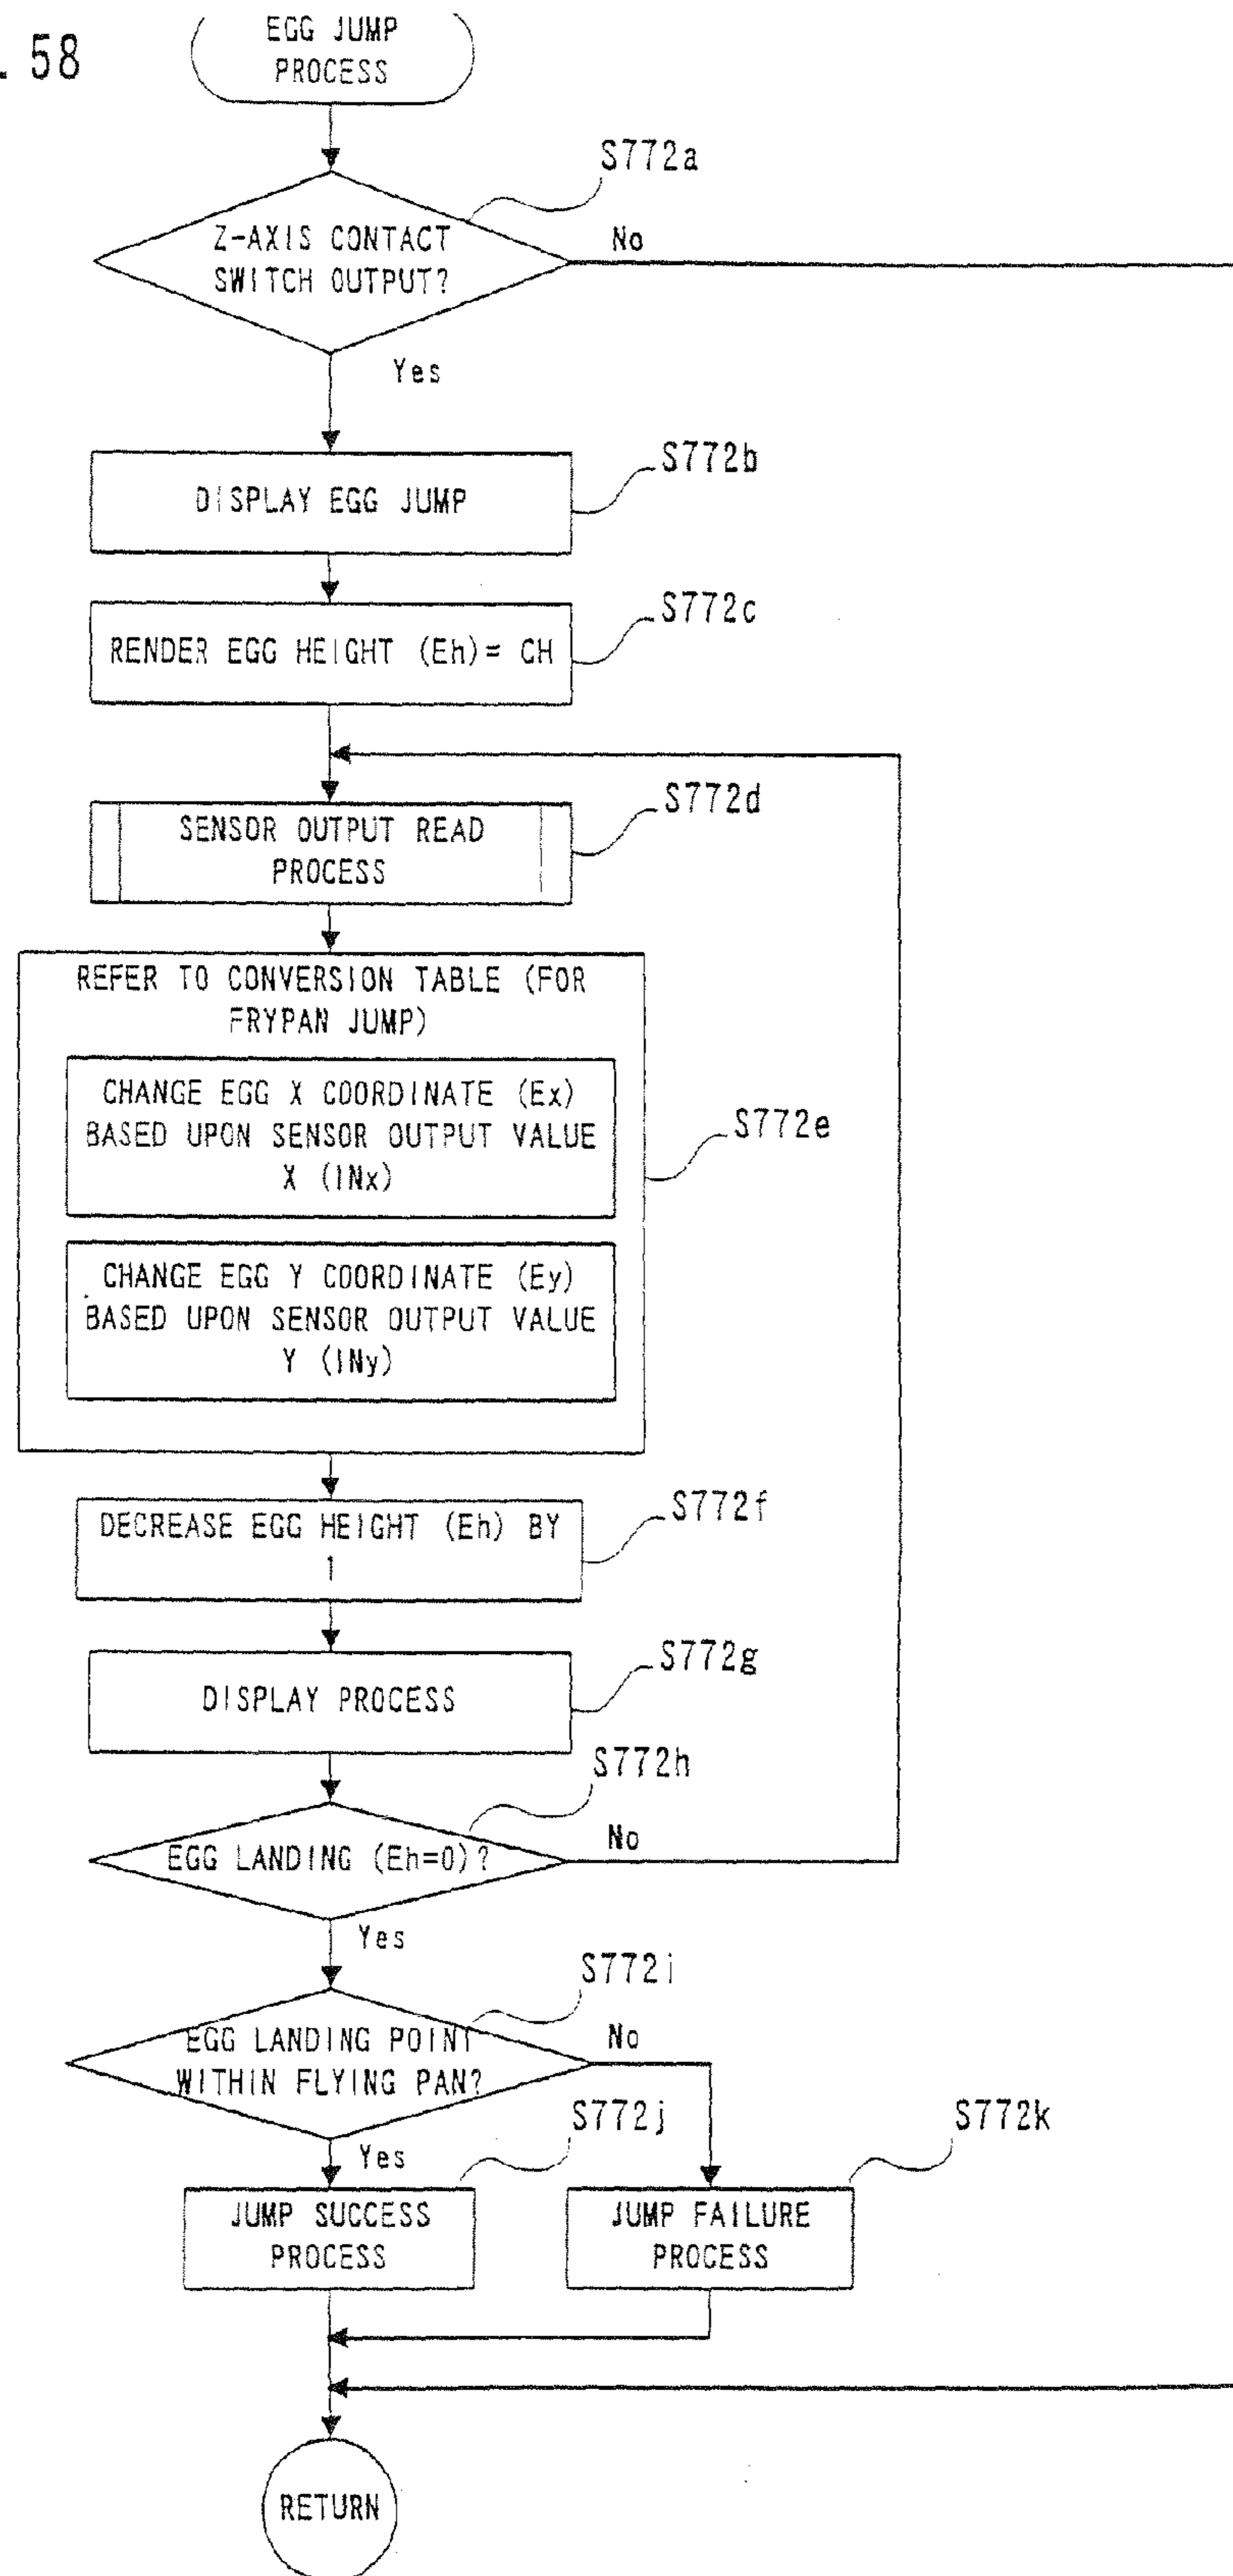 . 58
EGG JUMP
PROCESS
S772a
Z-AXIS CONTACT
SWITCH OUTPUT?
No
Yes
S772b
DISPLAY EGG JUMP
S772c
RENDER EGG HEIGHT (Eh)= CH
S772d
SENSOR OUTPUT READ
PROCESS
REFER TO CONVERSION TABLE (FOR
FRYPAN JUMP)
CHANGE EGG X COORDINATE (Ex)
BASED UPON SENSOR OUTPUT VALUE
X (INx)
S772e
CHANGE EGG Y COORDINATE (Ey)
BASED UPON SENSOR OUTPUT VALUE
Y (INy)
S772f
DECREASE EGG HEIGHT (Eh) BY
1
S772g
DISPLAY PROCESS
S772h
EGG LANDING (Eh=0)?
No
Yes
S772i
EGG LANDING POINT
WITHIN FLYING PAN?
No
Yes
S772j
S772k
JUMP SUCCESS
PROCESS
JUMP FAILURE
PROCESS
RETURN